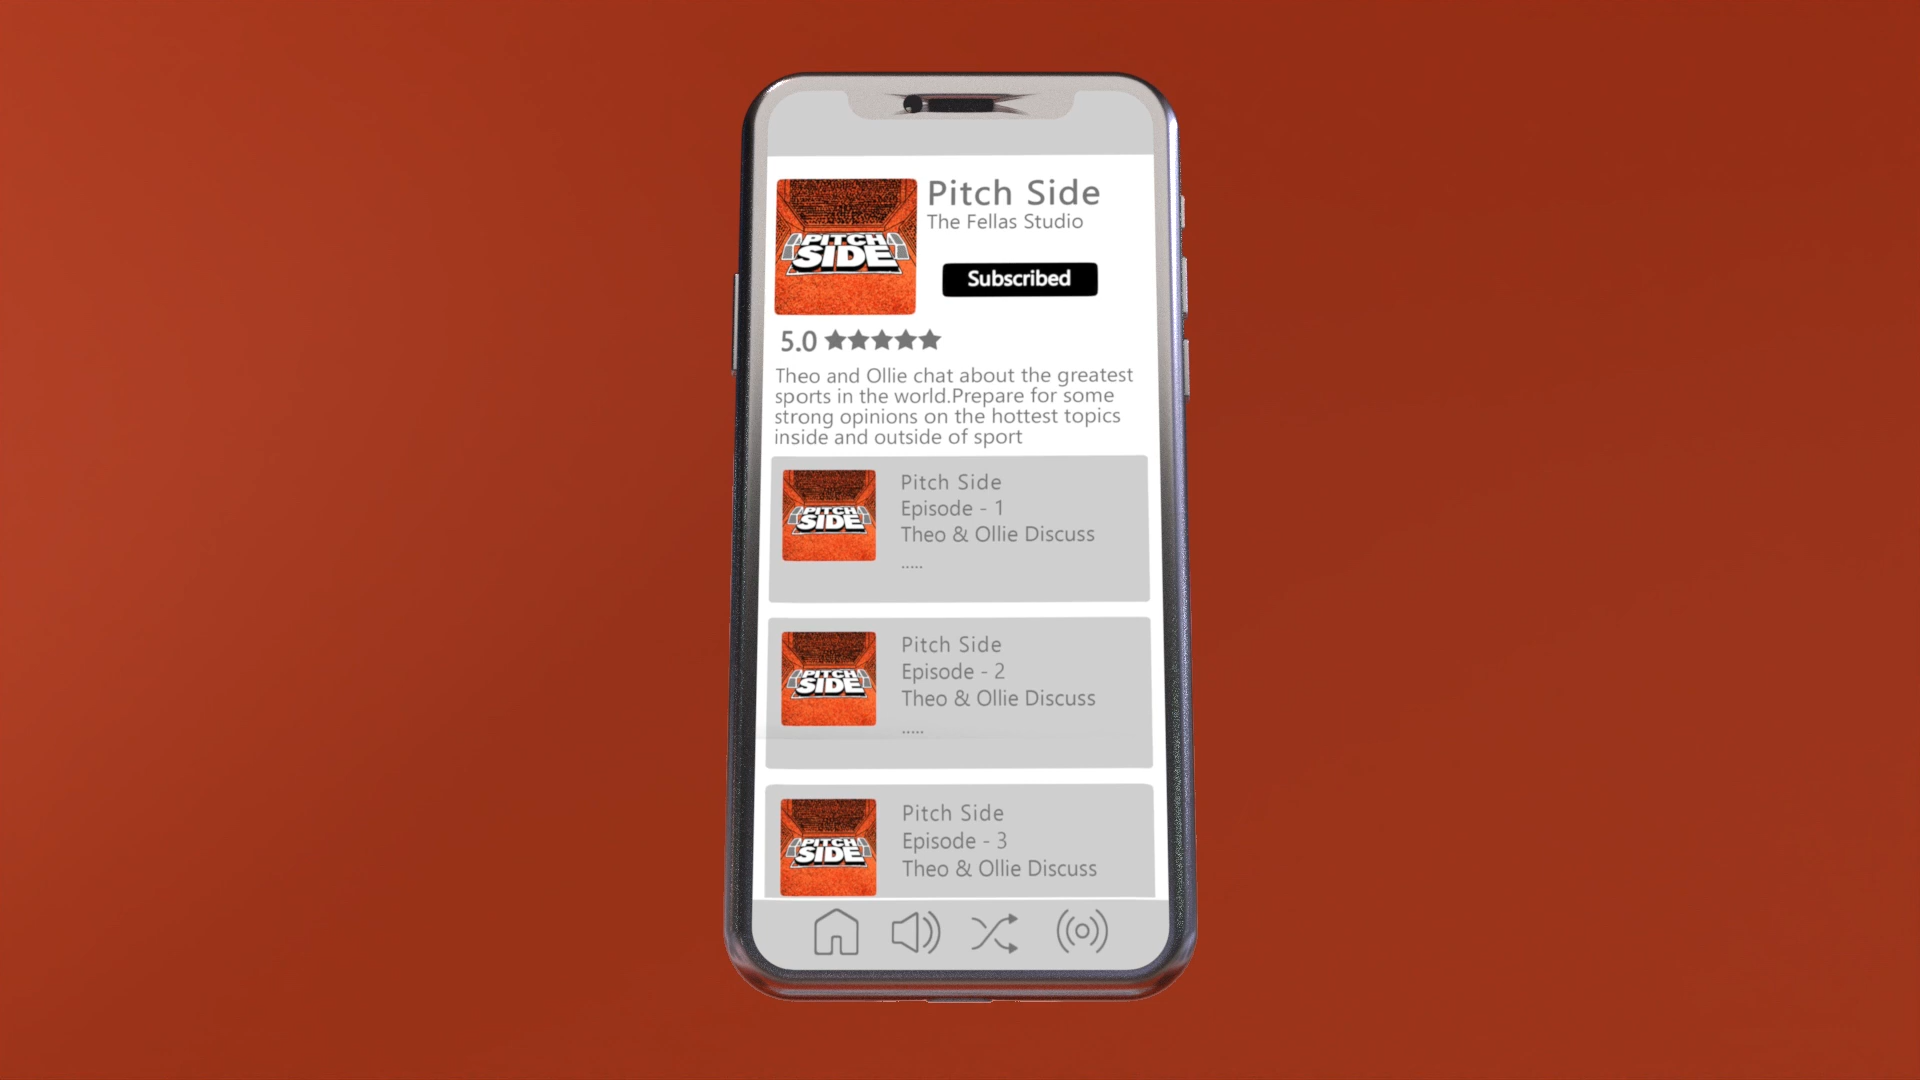 PITCH
SIDE
Pitch Side
The Fellas Studio
Subscribed
5.0
Theo and Ollie chat about the greatest
sports in the world.Prepare for some
strong opinions on the hottest topics
inside and outside of sport
PITCH
SIDE
Pitch Side
Episode - 1
Theo & Ollie Discuss
.....
PITCH
SIDE
Pitch Side
Episode - 2
Theo & Ollie Discuss
.....
PITCH
SIDE
Pitch Side
Episode - 3
Theo & Ollie Discuss